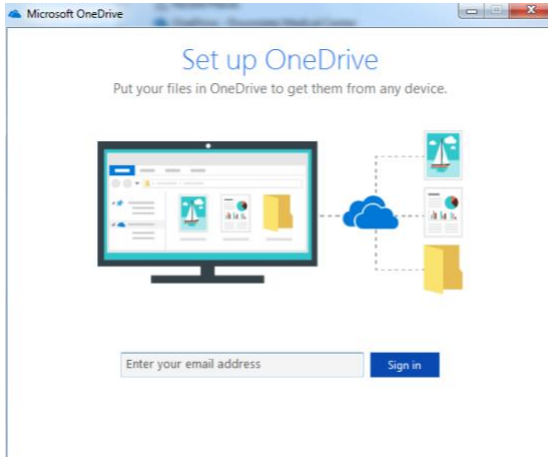 Microsoft OneDrive
Set up OneDrive
Put your files in OneDrive to get them from any device.
Enter your email address
Sign in